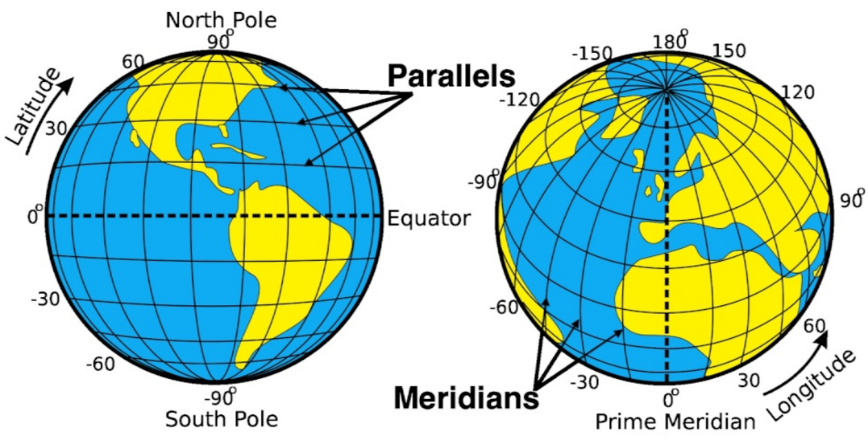 North Pole
90°
60
Latitude
30
0°
Equator
-30
-60
-90°
South Pole
Parallels
Meridians
180°
-150
150
-120
120
-90°
90°
-60
60
-30
30
0°
Longitude
Prime Meridian